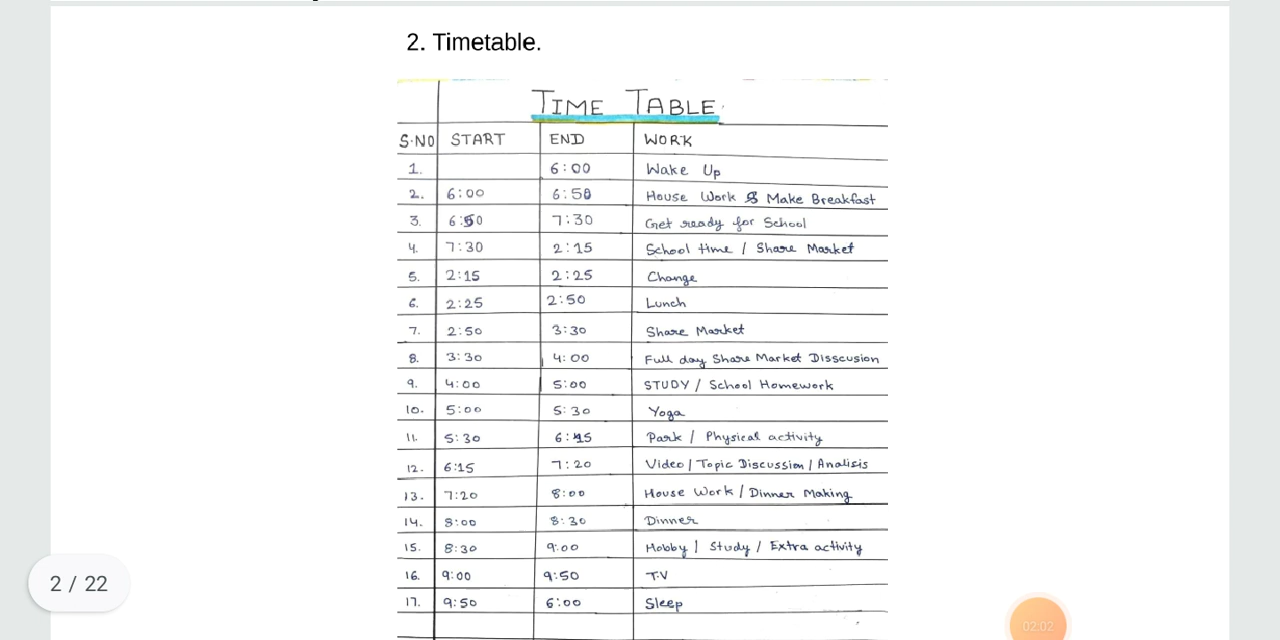 2. Timetable.
TIME TABLE
S.NO START END WORK
1. 6:00 Wake Up
2. 6:00 6:50 House Work & Make Breakfast
3. 6:50 7:30 Get ready for School
4. 7:30 2:15 School time / Share Market
5. 2:15 2:25 Change
6. 2:25 2:50 Lunch
7. 2:50 3:30 Share Market
8. 3:30 4:00 Full day Share Market Disscusion
9. 4:00 5:00 STUDY / School Homework
10. 5:00 5:30 Yoga
11. 5:30 6:15 Park / Physical activity
12. 6:15 7:20 Video / Topic Discussion / Analisis
13. 7:20 8:00 House Work / Dinner Making
14. 8:00 8:30 Dinner
15. 8:30 9:00 Hobby / Study / Extra activity
16. 9:00 9:50 T.V
17. 9:50 6:00 Sleep
2 / 22
02:02